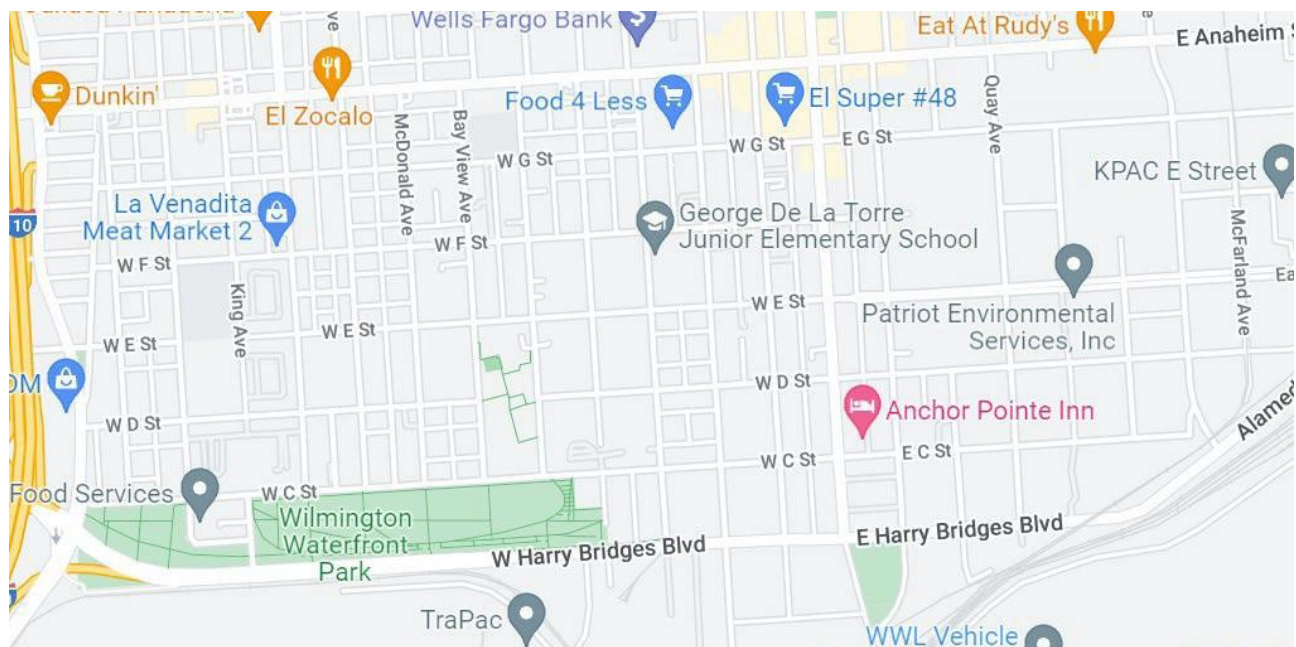 Wells Fargo Bank
Eat At Rudy's
E Anaheim
Dunkin'
El Zocalo
Food 4 Less
El Super #48
McDonald Ave
Bay View Ave
Quay Ave
W G St
W G St
E G St
KPAC E Street
La Venadita
Meat Market 2
George De La Torre
Junior Elementary School
10
W F St
W F St
McFarland Ave
King Ave
W E St
W E St
W E St
Patriot Environmental
Services, Inc
W D St
W D St
Anchor Pointe Inn
W C St
W C St
E C St
Food Services
Wilmington
Waterfront
Park
W Harry Bridges Blvd
E Harry Bridges Blvd
TraPac
WWL Vehicle